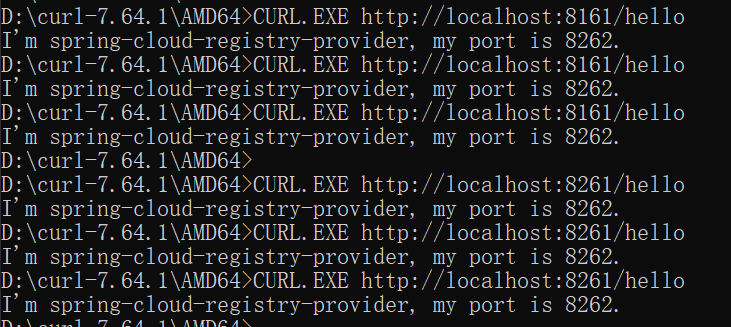 D:\curl-7.64.1\AMD64>CURL.EXE http://localhost:8161/hello
I'm spring-cloud-registry-provider, my port is 8262.
D:\curl-7.64.1\AMD64>CURL.EXE http://localhost:8161/hello
I'm spring-cloud-registry-provider, my port is 8262.
D:\curl-7.64.1\AMD64>CURL.EXE http://localhost:8161/hello
I'm spring-cloud-registry-provider, my port is 8262.
D:\curl-7.64.1\AMD64>
D:\curl-7.64.1\AMD64>CURL.EXE http://localhost:8261/hello
I'm spring-cloud-registry-provider, my port is 8262.
D:\curl-7.64.1\AMD64>CURL.EXE http://localhost:8261/hello
I'm spring-cloud-registry-provider, my port is 8262.
D:\curl-7.64.1\AMD64>CURL.EXE http://localhost:8261/hello
I'm spring-cloud-registry-provider, my port is 8262.
D:\curl-7.64.1\AMD64>